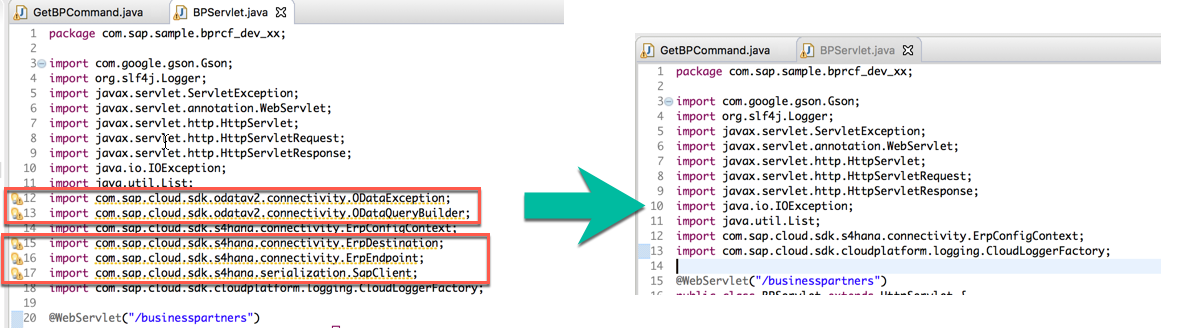 GetBPCommand.java BPServlet.java
1 package com.sap.sample.bprcf_dev_xx;
2
3 import com.google.gson.Gson;
4 import org.slf4j.Logger;
5 import javax.servlet.ServletException;
6 import javax.servlet.annotation.WebServlet;
7 import javax.servlet.http.HttpServlet;
8 import javax.servlet.http.HttpServletRequest;
9 import javax.servlet.http.HttpServletResponse;
10 import java.io.IOException;
11 import java.util.List;
12 import com.sap.cloud.sdk.odatav2.connectivity.ODataException;
13 import com.sap.cloud.sdk.odatav2.connectivity.ODataQueryBuilder;
14 import com.sap.cloud.sdk.s4hana.connectivity.ErpConfigContext;
15 import com.sap.cloud.sdk.s4hana.connectivity.ErpDestination;
16 import com.sap.cloud.sdk.s4hana.connectivity.ErpEndpoint;
17 import com.sap.cloud.sdk.s4hana.serialization.SapClient;
18 import com.sap.cloud.sdk.cloudplatform.logging.CloudLoggerFactory;
19
20 @WebServlet("/businesspartners")
GetBPCommand.java BPServlet.java
1 package com.sap.sample.bprcf_dev_xx;
2
3 import com.google.gson.Gson;
4 import org.slf4j.Logger;
5 import javax.servlet.ServletException;
6 import javax.servlet.annotation.WebServlet;
7 import javax.servlet.http.HttpServlet;
8 import javax.servlet.http.HttpServletRequest;
9 import javax.servlet.http.HttpServletResponse;
10 import java.io.IOException;
11 import java.util.List;
12 import com.sap.cloud.sdk.s4hana.connectivity.ErpConfigContext;
13 import com.sap.cloud.sdk.cloudplatform.logging.CloudLoggerFactory;
14
15 @WebServlet("/businesspartners")
16 public class BPServlet extends HttpServlet {